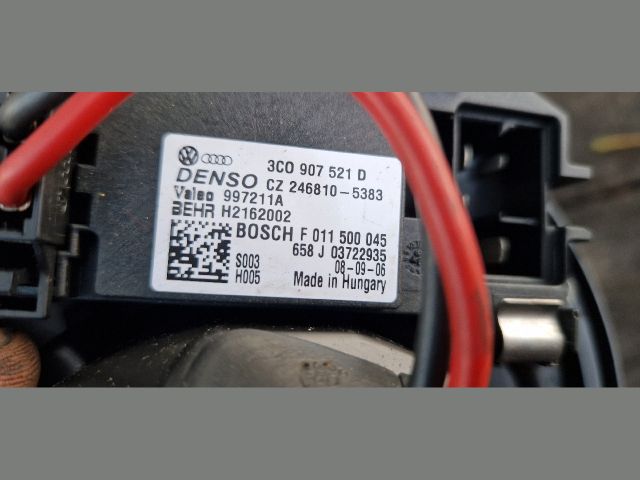 3C0 907 521 D
DENSO CZ 246810-5383
Valeo 997211A
BEHR H2162002
BOSCH F 011 500 045
658 J 03722935
S003 08-09-06
H005 Made in Hungary